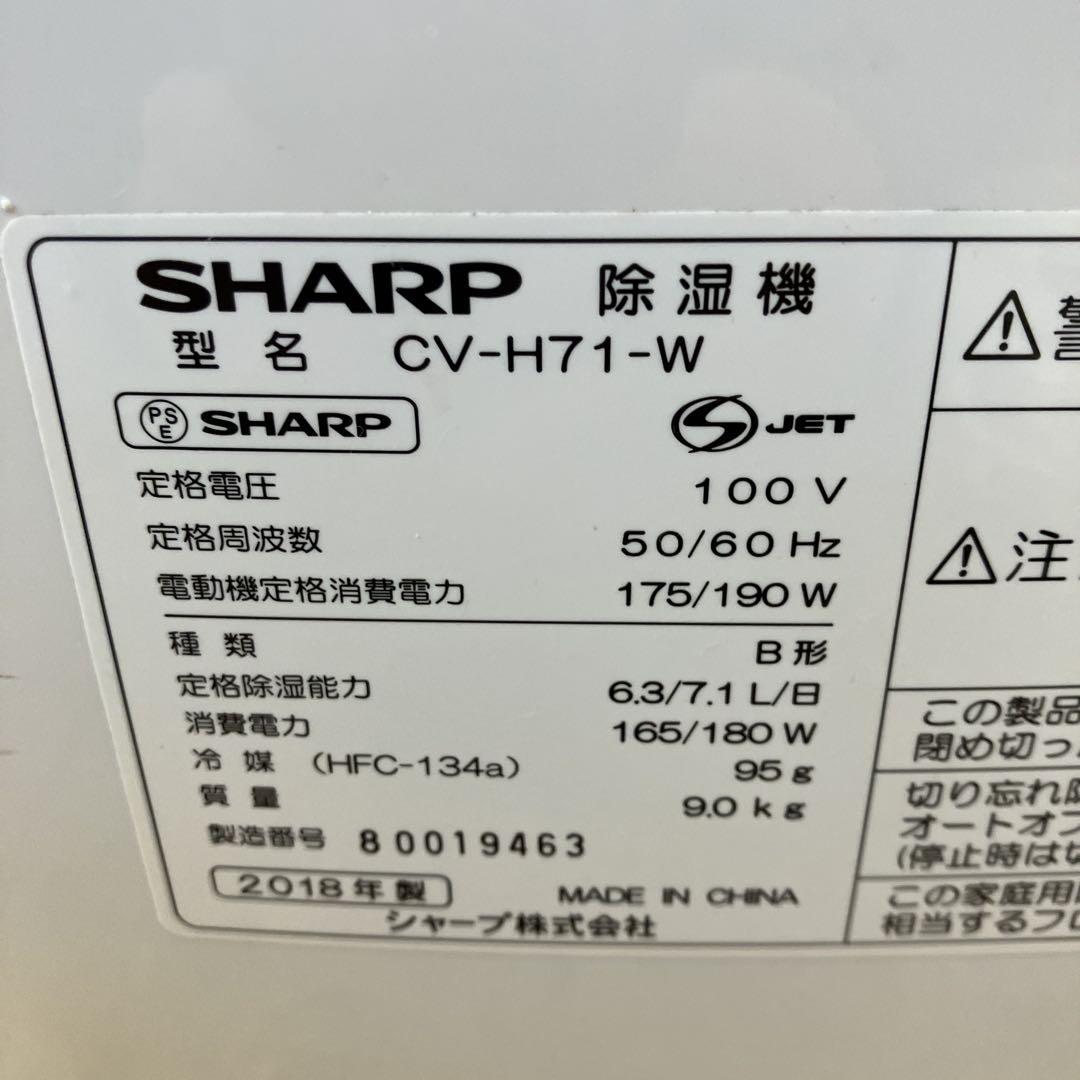 SHARP 除湿機
型名 CV-H71-W
PSE SHARP
S JET
定格電圧 100 V
定格周波数 50/60 Hz
電動機定格消費電力 175/190 W
種類 B形
定格除湿能力 6.3/7.1 L/日
消費電力 165/180 W
冷媒 (HFC-134a) 95 g
質量 9.0 kg
製造番号 80019463
2018年製 MADE IN CHINA
シャープ株式会社
注
この製品
閉め切っ
切り忘れ
オートオフ
(停止時は
この家庭用
相当するフ